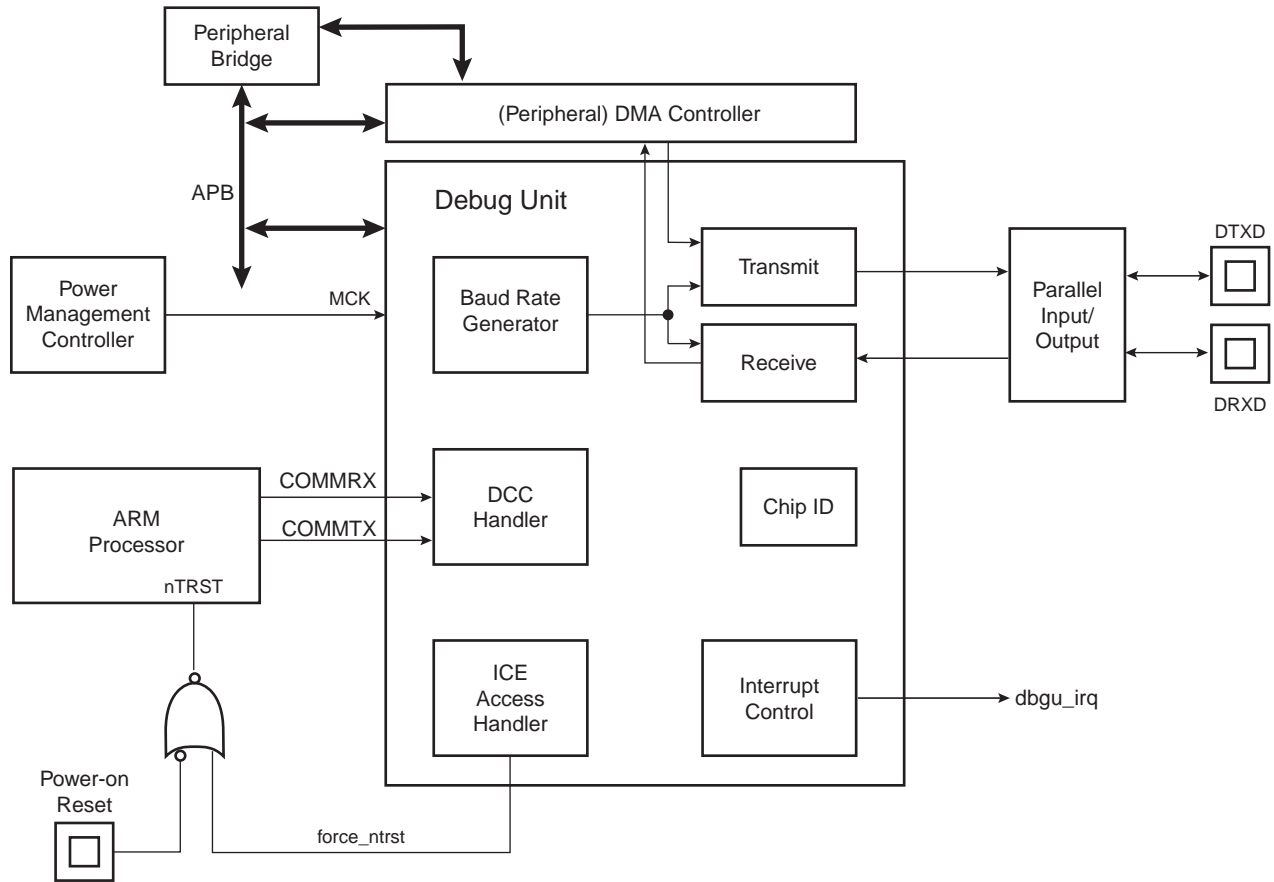 Peripheral
Bridge
(Peripheral) DMA Controller
APB
Debug Unit
Power
Management
Controller
MCK
Baud Rate
Generator
Transmit
Receive
Parallel
Input/
Output
DTXD
DRXD
ARM
Processor
nTRST
COMMRX
COMMTX
DCC
Handler
Chip ID
ICE
Access
Handler
Interrupt
Control
dbgu_irq
Power-on
Reset
force_ntrst